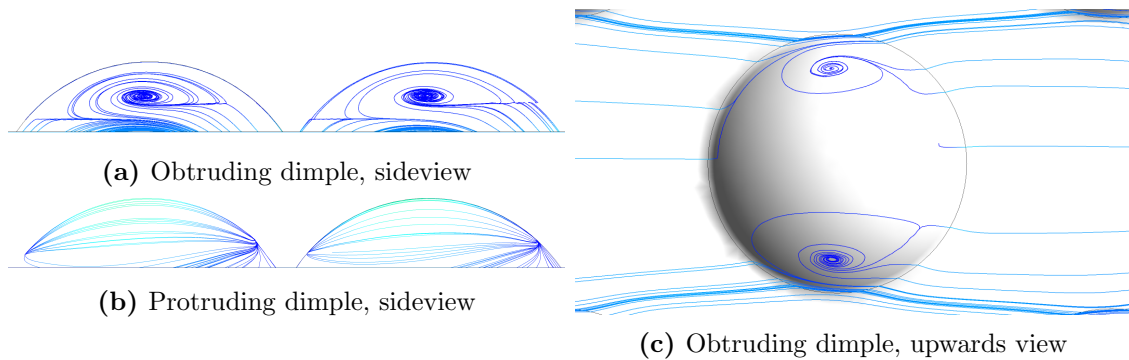 (a) Obtruding dimple, sideview
(b) Protruding dimple, sideview
(c) Obtruding dimple, upwards view